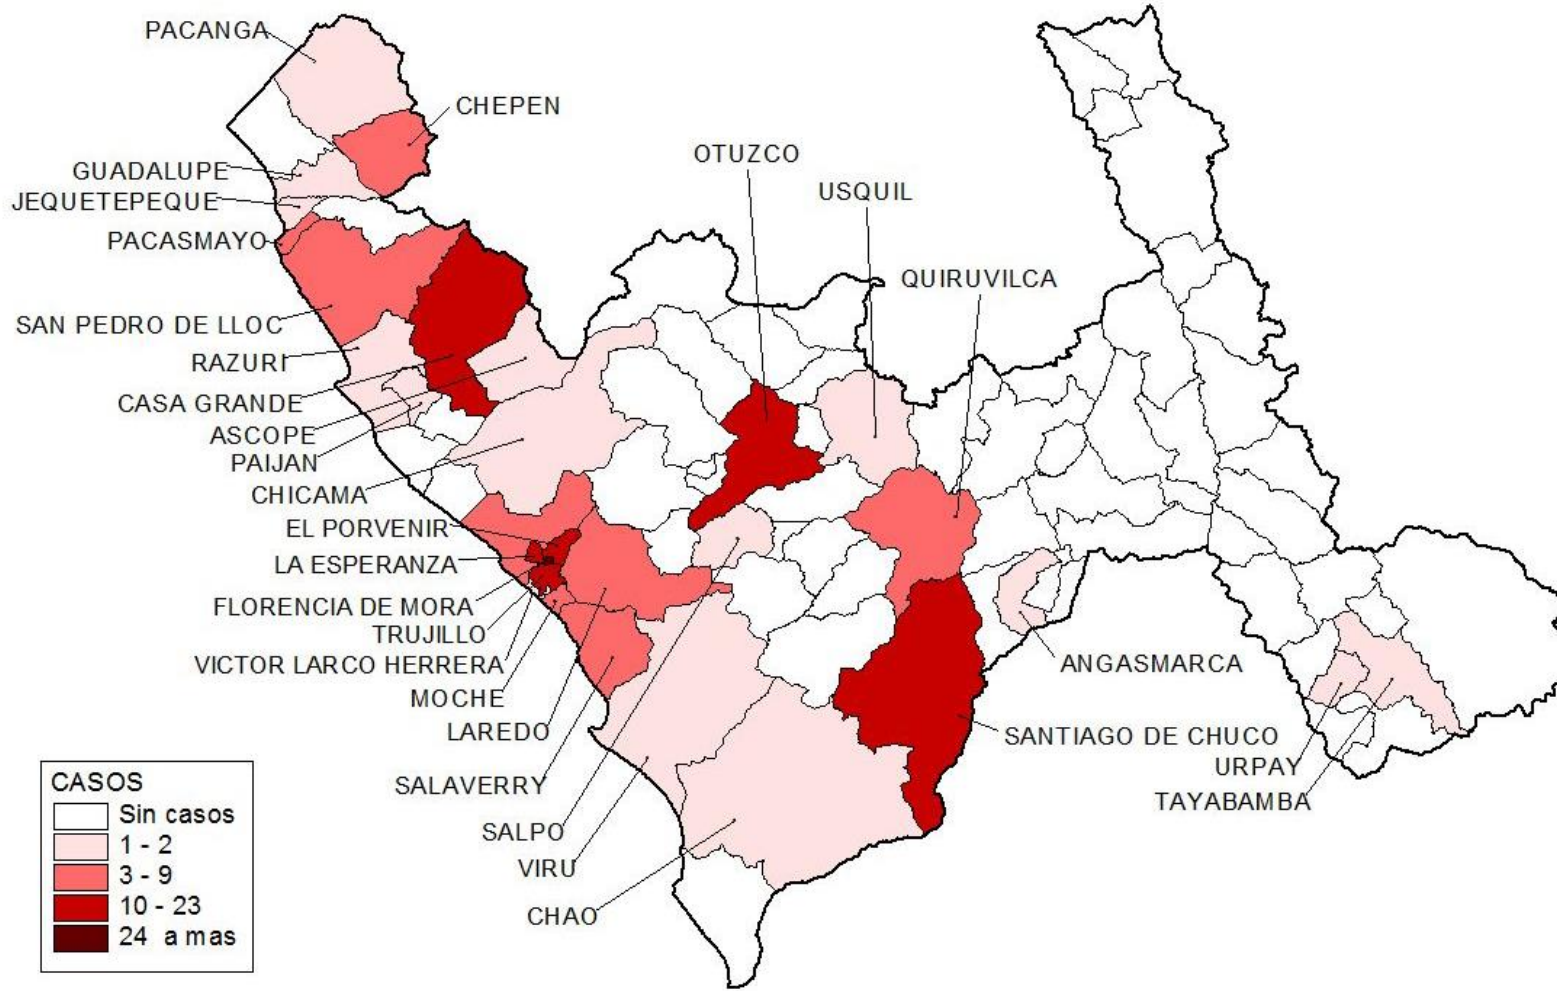 PACANGA
CHEPEN
GUADALUPE
JEQUETEPEQUE
PACASMAYO
SAN PEDRO DE LLOC
RAZURI
CASA GRANDE
ASCOPE
PAIJAN
CHICAMA
EL PORVENIR
LA ESPERANZA
FLORENCIA DE MORA
TRUJILLO
VICTOR LARCO HERRERA
MOCHE
LAREDO
SALAVERRY
SALPO
VIRU
CHAO
OTUZCO
USQUIL
QUIRUVILCA
ANGASMARCA
SANTIAGO DE CHUCO
URPAY
TAYABAMBA
CASOS
Sin casos
1 - 2
3 - 9
10 - 23
24 a mas